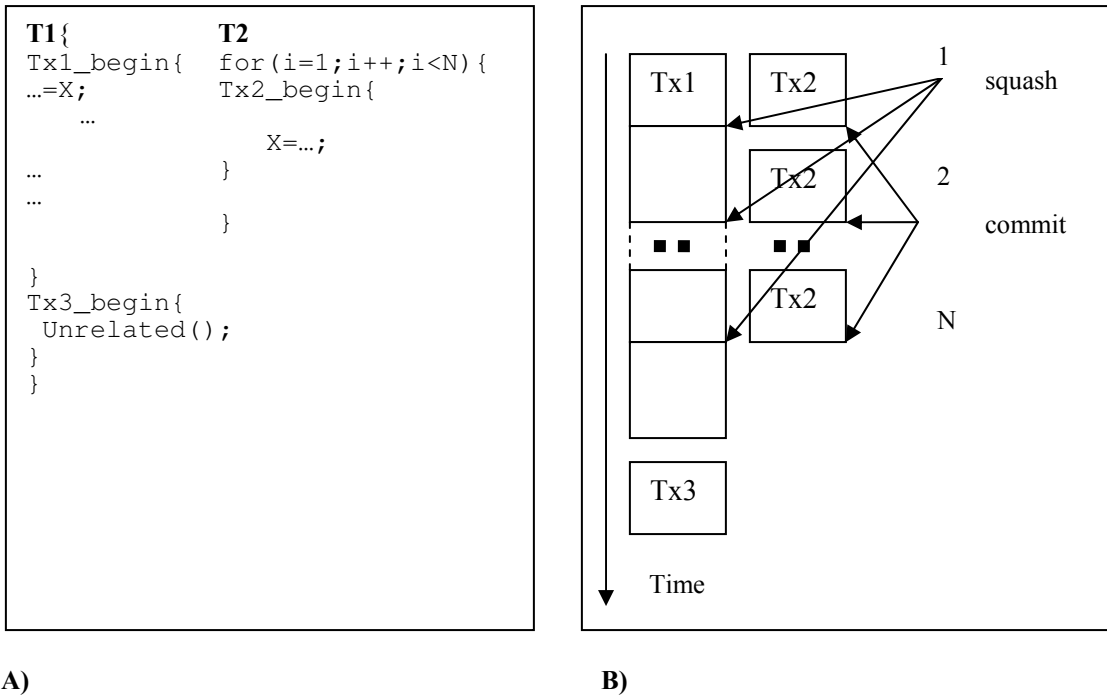 T1{ T2
Tx1_begin{ for(i=1;i++;i<N){
…=X; Tx2_begin{
…
X=…;
… }
…
}
}
Tx3_begin{
Unrelated();
}
}
A)
1
Tx1 Tx2 squash
Tx2 2
commit
Tx2 N
Tx3
Time
B)